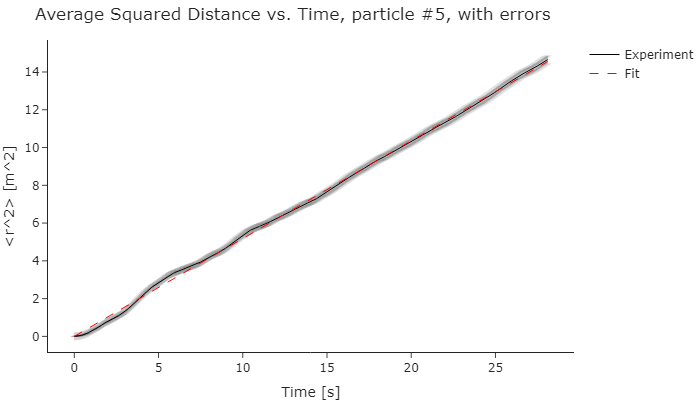 Average Squared Distance vs. Time, particle #5, with errors
Experiment
Fit
<r^2> [m^2]
14
12
10
8
6
4
2
0
0 5 10 15 20 25
Time [s]